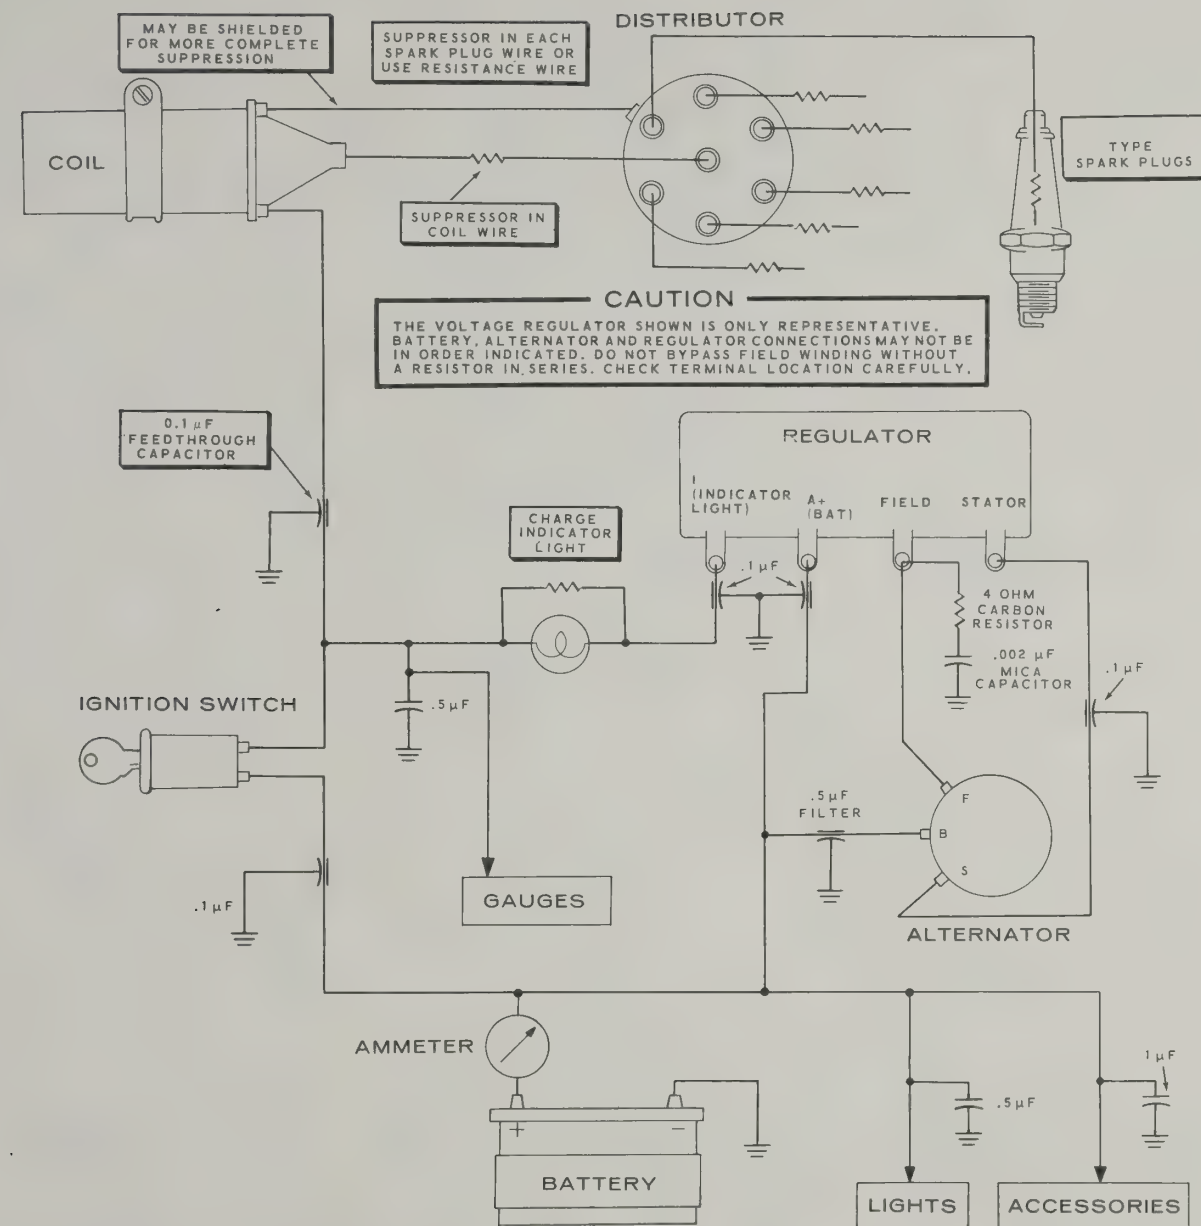 DISTRIBUTOR
MAY BE SHIELDED
FOR MORE COMPLETE
SUPPRESSION
SUPPRESSOR IN EACH
SPARK PLUG WIRE OR
USE RESISTANCE WIRE
COIL
TYPE
SPARK PLUGS
SUPPRESSOR IN
COIL WIRE
CAUTION
THE VOLTAGE REGULATOR SHOWN IS ONLY REPRESENTATIVE.
BATTERY, ALTERNATOR AND REGULATOR CONNECTIONS MAY NOT BE
IN ORDER INDICATED. DO NOT BYPASS FIELD WINDING WITHOUT
A RESISTOR IN SERIES. CHECK TERMINAL LOCATION CAREFULLY.
0.1 µF
FEEDTHROUGH
CAPACITOR
REGULATOR
I
(INDICATOR
LIGHT)
A+
(BAT)
FIELD
STATOR
CHARGE
INDICATOR
LIGHT
.1 µF
4 OHM
CARBON
RESISTOR
.002 µF
MICA
CAPACITOR
.1 µF
IGNITION SWITCH
.5 µF
.5 µF
FILTER
F
B
S
.1 µF
GAUGES
ALTERNATOR
AMMETER
1 µF
.5 µF
+
−
BATTERY
LIGHTS
ACCESSORIES